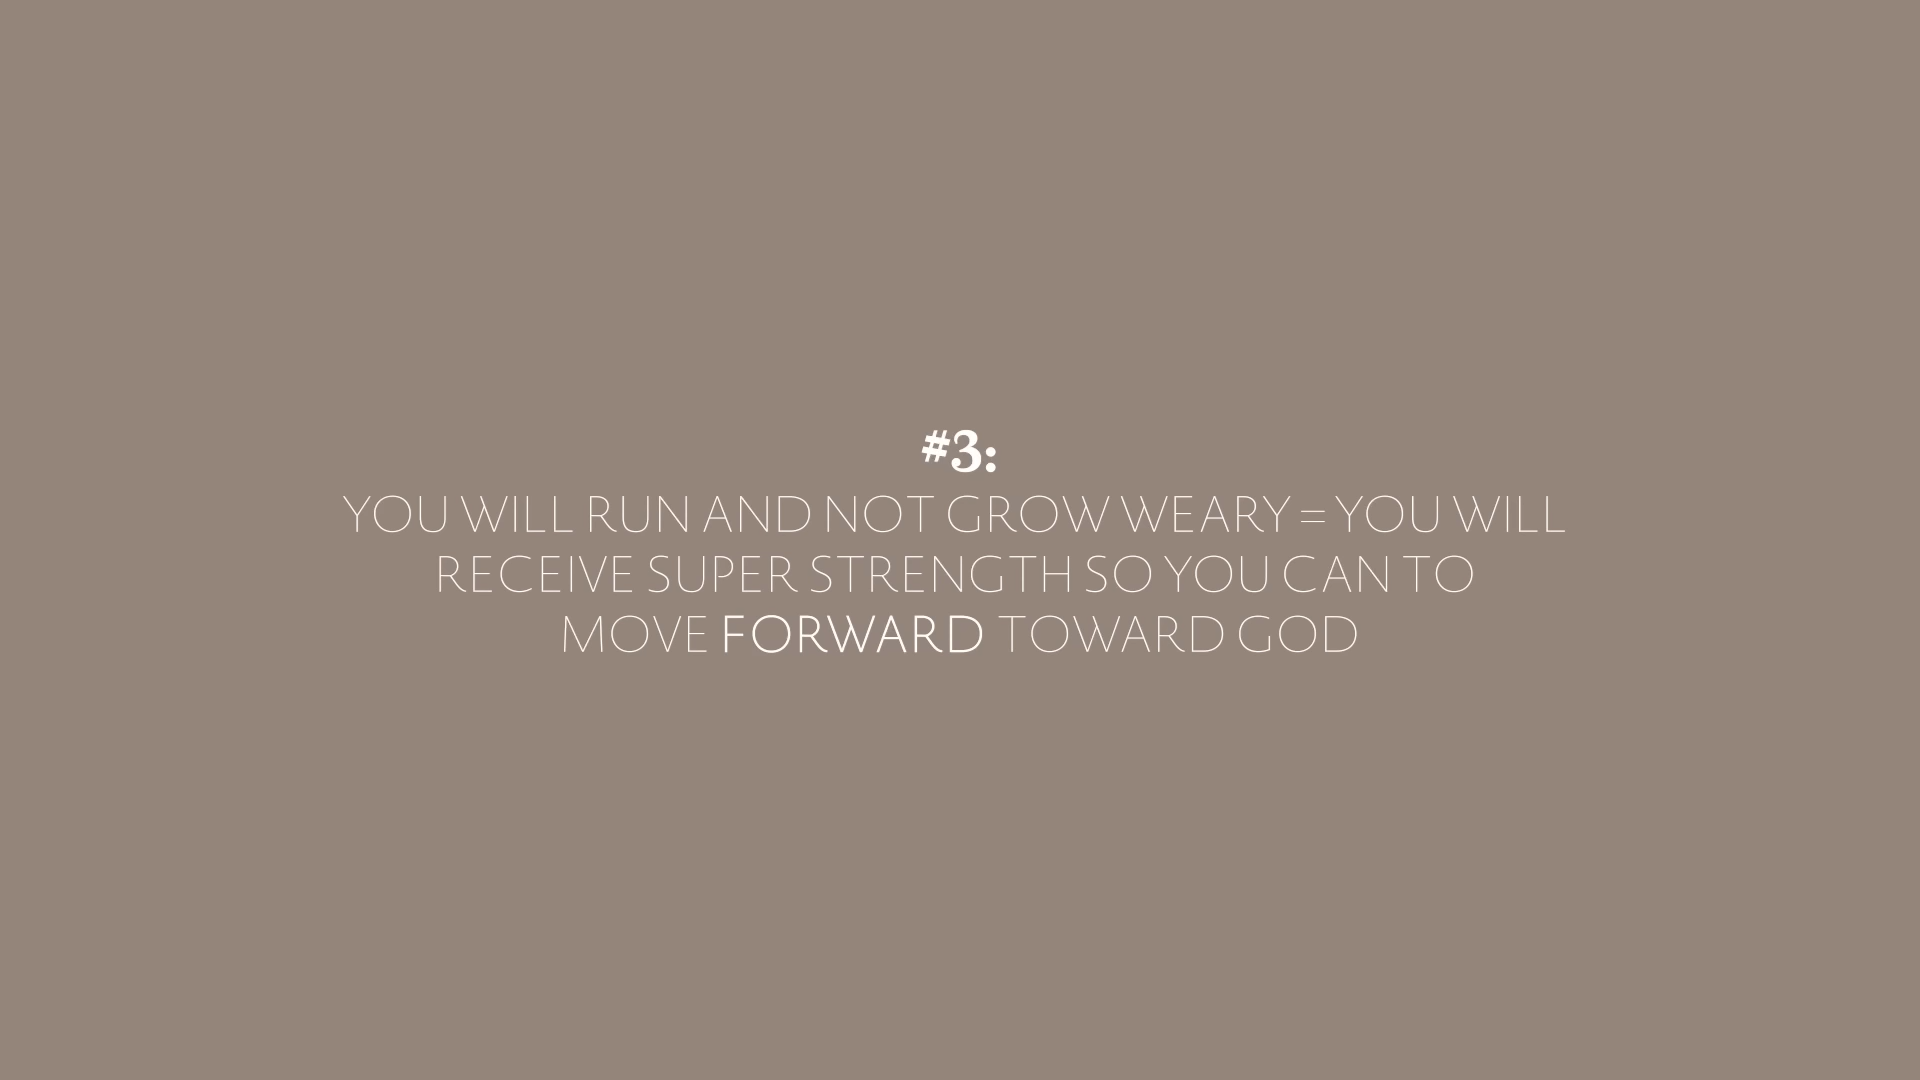 #3:
YOU WILL RUN AND NOT GROW WEARY = YOU WILL
RECEIVE SUPER STRENGTH SO YOU CAN TO
MOVE FORWARD TOWARD GOD